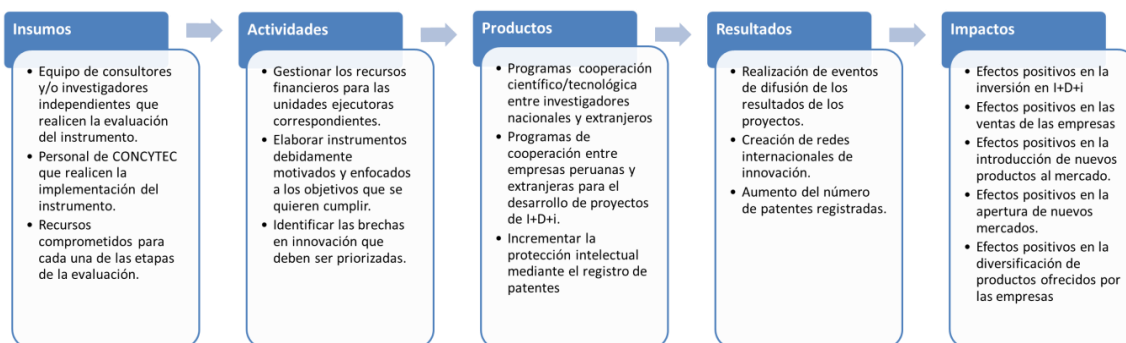 Insumos
• Equipo de consultores
y/o investigadores
independientes que
realicen la evaluación
del instrumento.
• Personal de CONCYTEC
que realicen la
implementación del
instrumento.
• Recursos
comprometidos para
cada una de las etapas
de la evaluación.
Actividades
• Gestionar los recursos
financieros para las
unidades ejecutoras
correspondientes.
• Elaborar instrumentos
debidamente
motivados y enfocados
a los objetivos que se
quieren cumplir.
• Identificar las brechas
en innovación que
deben ser priorizadas.
Productos
• Programas cooperación
científico/tecnológica
entre investigadores
nacionales y extranjeros
• Programas de
cooperación entre
empresas peruanas y
extranjeras para el
desarrollo de proyectos
de I+D+i.
• Incrementar la
protección intelectual
mediante el registro de
patentes
Resultados
• Realización de eventos
de difusión de los
resultados de los
proyectos.
• Creación de redes
internacionales de
innovación.
• Aumento del número
de patentes registradas.
Impactos
• Efectos positivos en la
inversión en I+D+i
• Efectos positivos en las
ventas de las empresas
• Efectos positivos en la
introducción de nuevos
productos al mercado.
• Efectos positivos en la
apertura de nuevos
mercados.
• Efectos positivos en la
diversificación de
productos ofrecidos por
las empresas